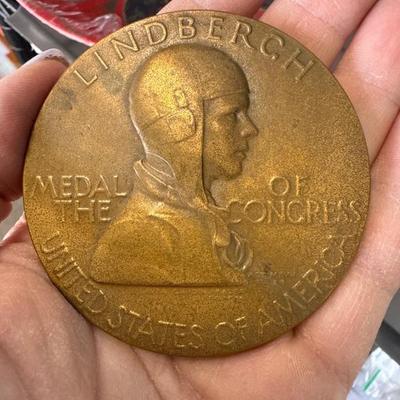 LINDBERGH
MEDAL OF
THE CONGRESS
UNITED STATES OF AMERICA